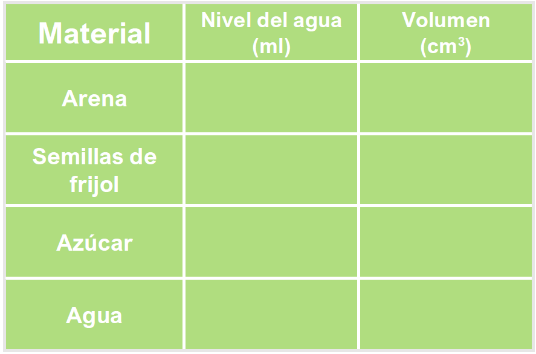 Material
Nivel del agua
(ml)
Volumen
(cm³)
Arena
Semillas de
frijol
Azúcar
Agua